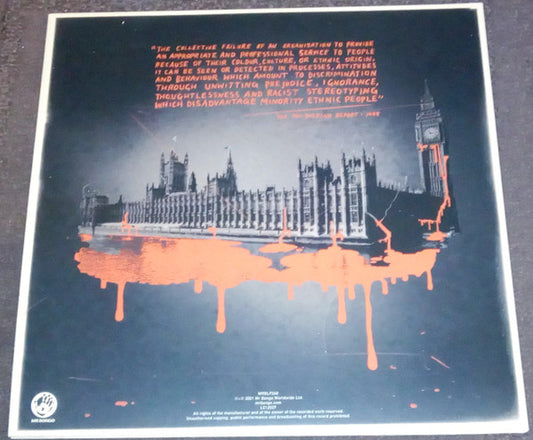 "THE COLLECTIVE FAILURE OF AN ORGANISATION TO PROVIDE
AN APPROPRIATE AND PROFESSIONAL SERVICE TO PEOPLE
BECAUSE OF THEIR COLOUR, CULTURE, OR ETHNIC ORIGIN.
IT CAN BE SEEN OR DETECTED IN PROCESSES, ATTITUDES
AND BEHAVIOUR WHICH AMOUNT TO DISCRIMINATION
THROUGH UNWITTING PREJUDICE, IGNORANCE,
THOUGHTLESSNESS AND RACIST STEREOTYPING
WHICH DISADVANTAGE MINORITY ETHNIC PEOPLE"
REPORT
MR BONGO
2021 Mr Bongo Worldwide Ltd.
mrbongo.com
All rights of the manufacturer and of the owner of the recorded work reserved.
Unauthorised copying, public performance and broadcasting of this record prohibited